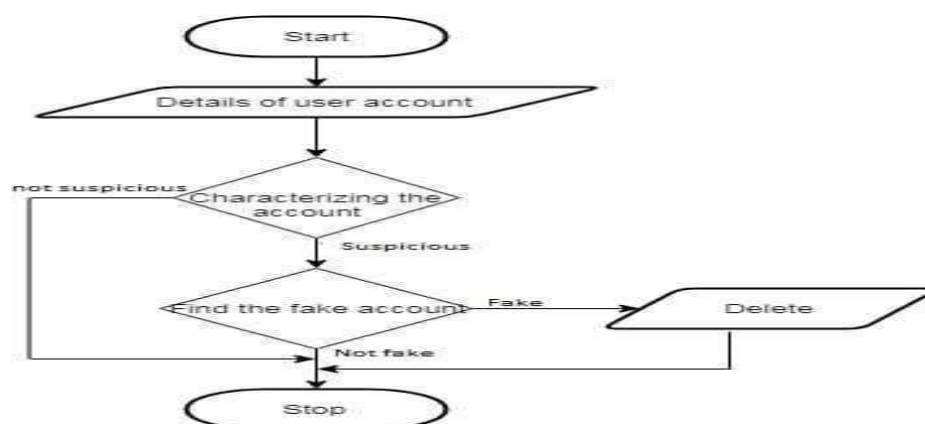 Start
Details of user account
not suspicious
Characterizing the
account
Suspicious
Find the fake account
Fake
Delete
Not fake
Stop